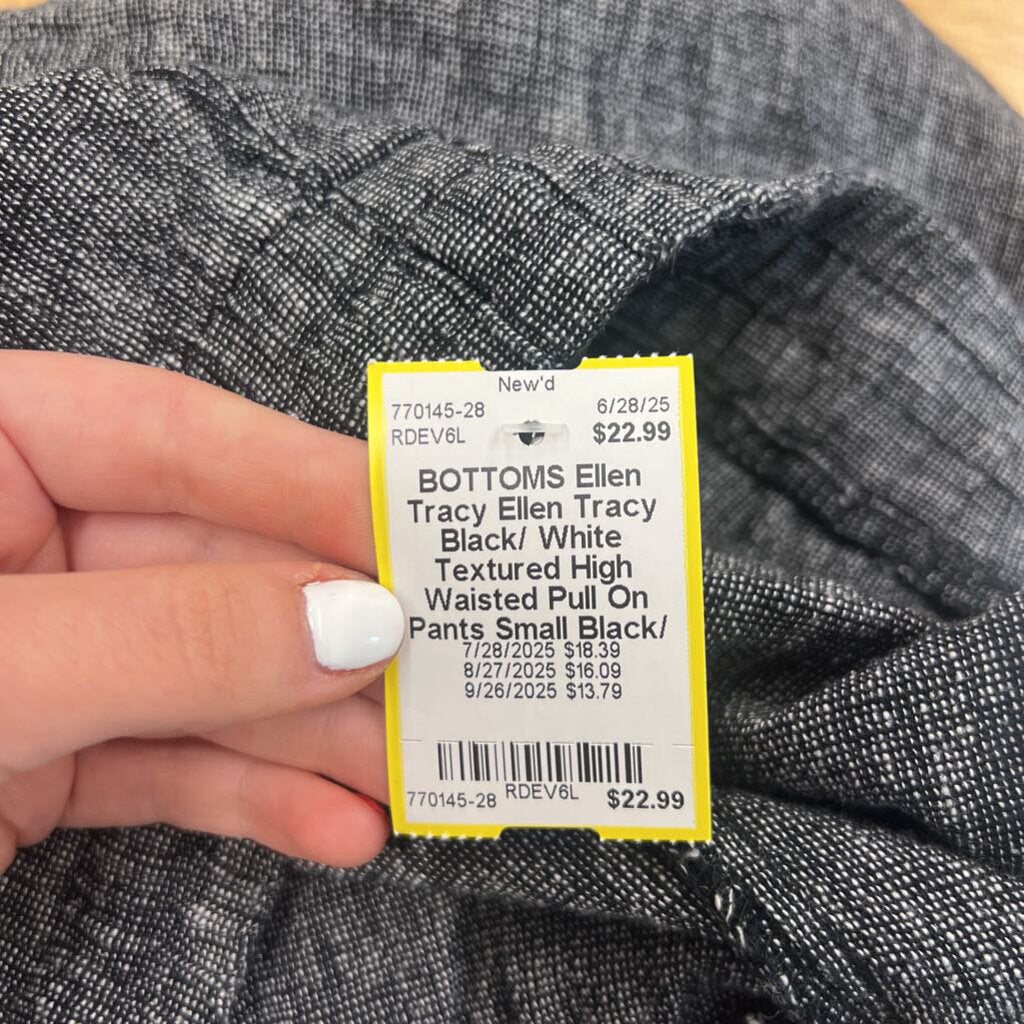 New'd
770145-28 6/28/25
RDEV6L $22.99
BOTTOMS Ellen
Tracy Ellen Tracy
Black/ White
Textured High
Waisted Pull On
Pants Small Black/
7/28/2025 $18.39
8/27/2025 $16.09
9/26/2025 $13.79
770145-28 RDEV6L $22.99